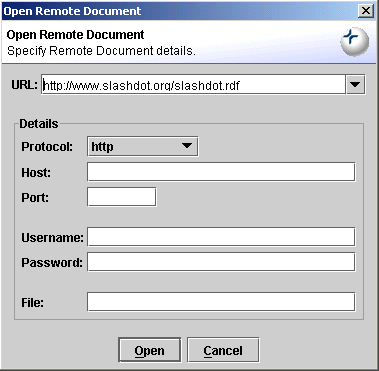 Open Remote Document
Open Remote Document
Specify Remote Document details.
URL: http://www.slashdot.org/slashdot.rdf
Details
Protocol: http
Host:
Port:
Username:
Password:
File:
Open Cancel